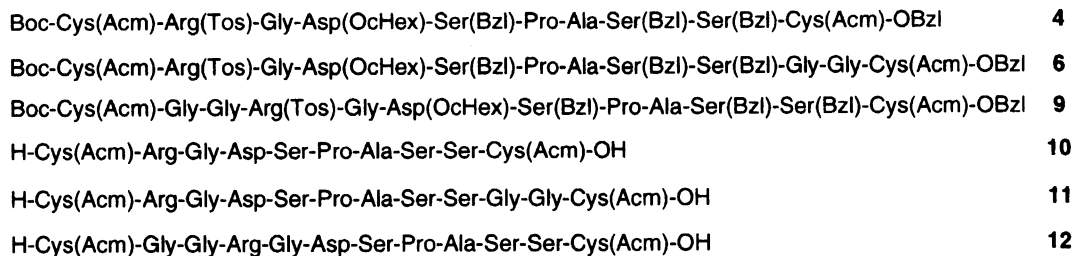 Boc-Cys(Acm)-Arg(Tos)-Gly-Asp(OcHex)-Ser(Bzl)-Pro-Ala-Ser(Bzl)-Ser(Bzl)-Cys(Acm)-OBzl 4
Boc-Cys(Acm)-Arg(Tos)-Gly-Asp(OcHex)-Ser(Bzl)-Pro-Ala-Ser(Bzl)-Ser(Bzl)-Gly-Gly-Cys(Acm)-OBzl 6
Boc-Cys(Acm)-Gly-Gly-Arg(Tos)-Gly-Asp(OcHex)-Ser(Bzl)-Pro-Ala-Ser(Bzl)-Ser(Bzl)-Cys(Acm)-OBzl 9
H-Cys(Acm)-Arg-Gly-Asp-Ser-Pro-Ala-Ser-Ser-Cys(Acm)-OH 10
H-Cys(Acm)-Arg-Gly-Asp-Ser-Pro-Ala-Ser-Ser-Gly-Gly-Cys(Acm)-OH 11
H-Cys(Acm)-Gly-Gly-Arg-Gly-Asp-Ser-Pro-Ala-Ser-Ser-Cys(Acm)-OH 12